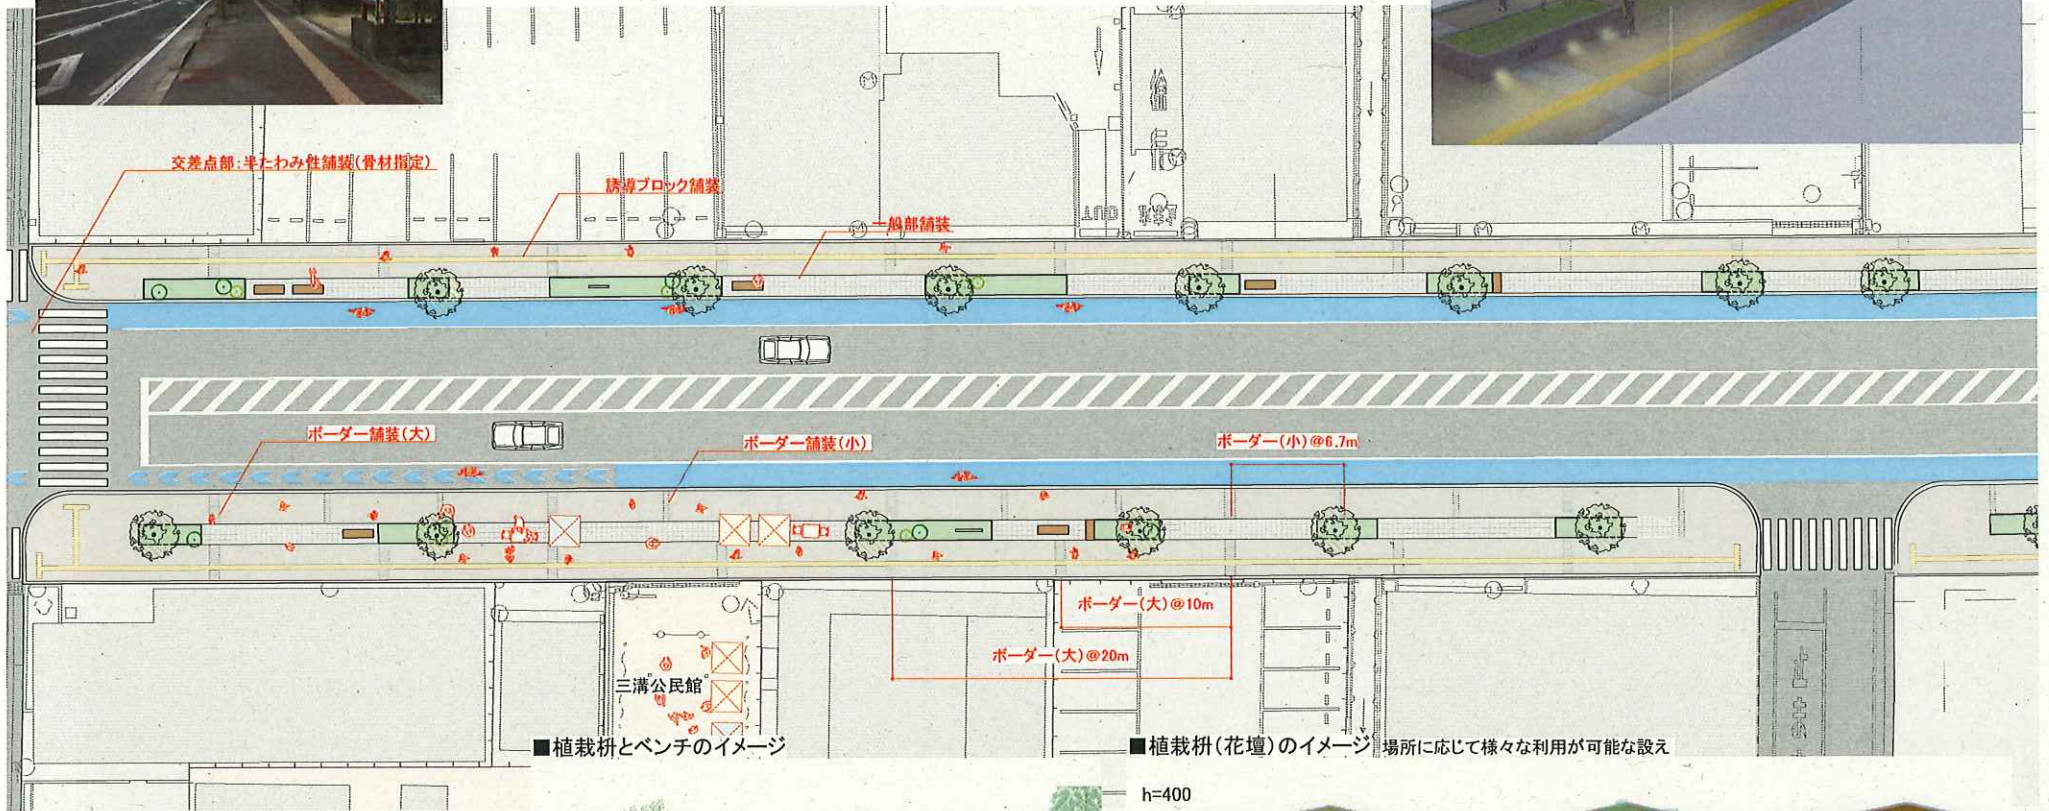 交差点部:半たわみ性舗装(骨材指定)
誘導ブロック舗装
一般部舗装
OUT
ボーダー舗装(大)
ボーダー舗装(小)
ボーダー(小)@6.7m
ボーダー(大)@10m
ボーダー(大)@20m
三溝公民館
■植栽枡とベンチのイメージ
■植栽枡(花壇)のイメージ 場所に応じて様々な利用が可能な設え
h=400